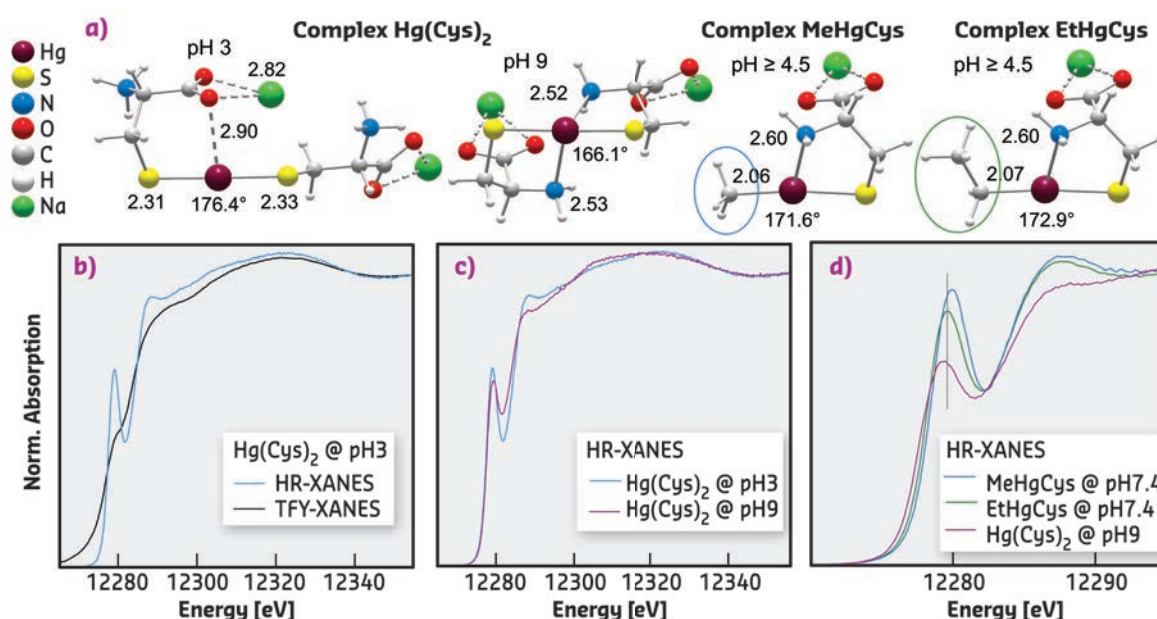 a)
Complex Hg(Cys)₂
Complex MeHgCys
Complex EtHgCys
Hg
S
N
O
C
H
Na
pH 3
2.82
2.90
2.31
176.4°
2.33
pH 9
2.52
166.1°
2.53
pH ≥ 4.5
2.60
2.06
171.6°
pH ≥ 4.5
2.60
2.07
172.9°
Norm. Absorption
b)
Hg(Cys)₂ @ pH3
HR-XANES
TFY-XANES
12280 12300 12320 12340
Energy [eV]
c)
HR-XANES
Hg(Cys)₂ @ pH3
Hg(Cys)₂ @ pH9
12280 12300 12320 12340
Energy [eV]
d)
HR-XANES
MeHgCys @ pH7.4
EtHgCys @ pH7.4
Hg(Cys)₂ @ pH9
12280 12290
Energy [eV]